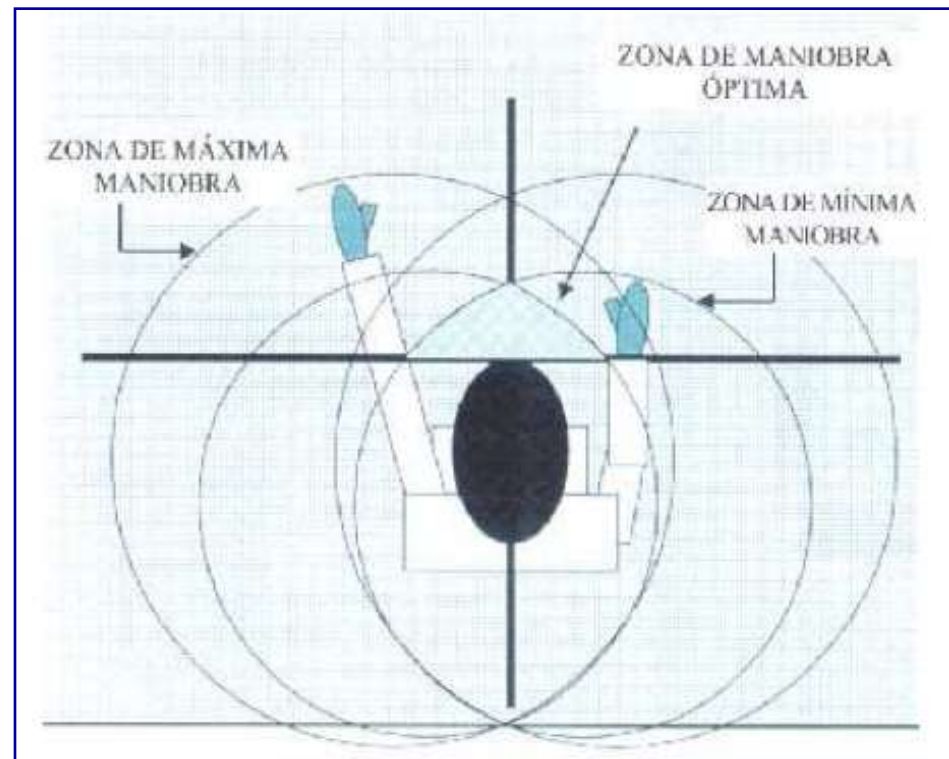 ZONA DE MANIOBRA
ÓPTIMA
ZONA DE MÁXIMA
MANIOBRA
ZONA DE MÍNIMA
MANIOBRA